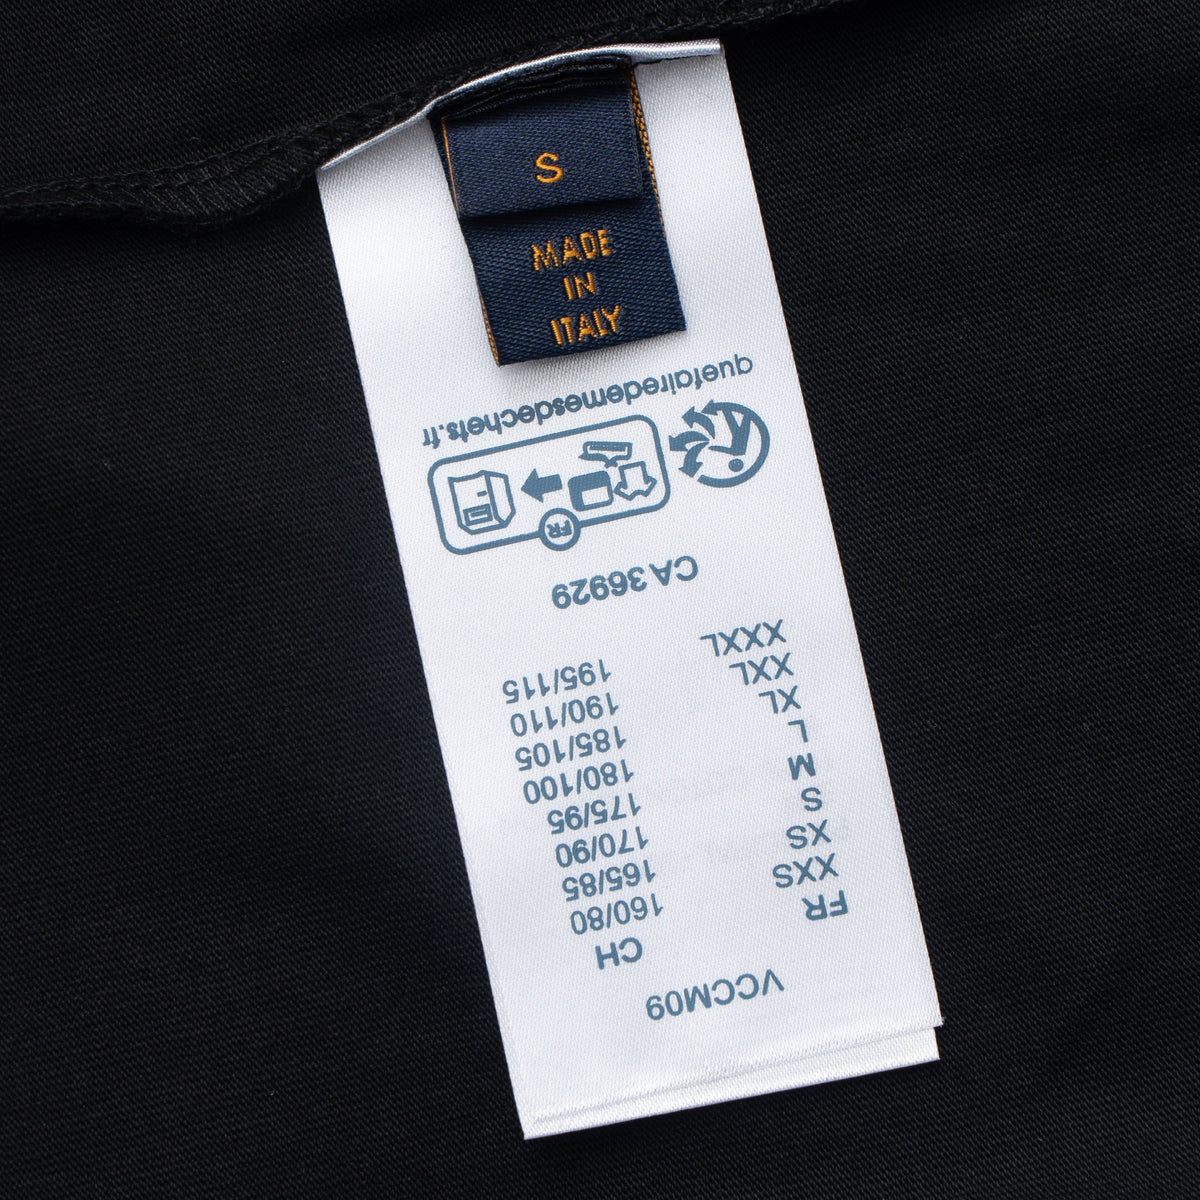 S
MADE
IN
ITALY
VCCM09
FR CH
XXS 160/80
XS 165/85
S 170/90
M 175/95
L 180/100
XL 185/105
XXL 190/110
XXXL 195/115
CA 36929
FR
quefairedemesdechets.fr